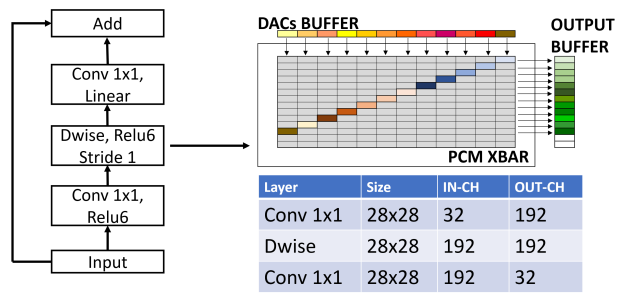 Add
Conv 1x1,
Linear
Dwise, Relu6
Stride 1
Conv 1x1,
Relu6
Input
DACs BUFFER
OUTPUT
BUFFER
PCM XBAR
Layer Size IN-CH OUT-CH
Conv 1x1 28x28 32 192
Dwise 28x28 192 192
Conv 1x1 28x28 192 32